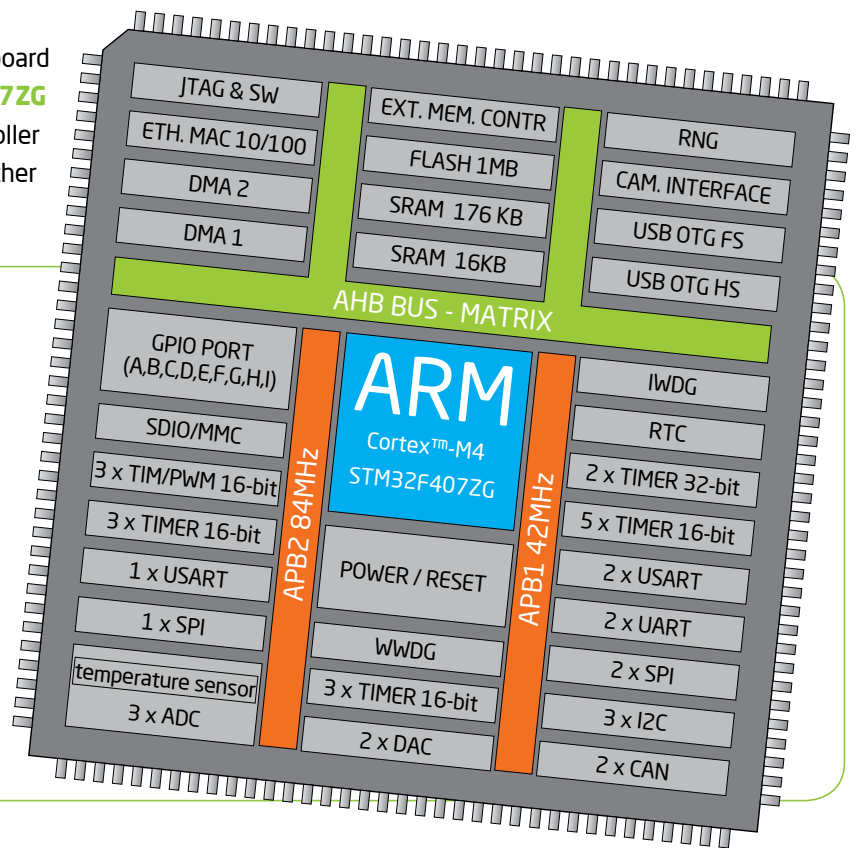 board
7ZG
oller
ther
JTAG & SW
ETH. MAC 10/100
DMA 2
DMA 1
EXT. MEM. CONTR
FLASH 1MB
SRAM 176 KB
SRAM 16KB
RNG
CAM. INTERFACE
USB OTG FS
USB OTG HS
AHB BUS - MATRIX
GPIO PORT
(A,B,C,D,E,F,G,H,I)
SDIO/MMC
3 x TIM/PWM 16-bit
3 x TIMER 16-bit
1 x USART
1 x SPI
temperature sensor
3 x ADC
APB2 84MHz
ARM
Cortex™-M4
STM32F407ZG
POWER / RESET
WWDG
3 x TIMER 16-bit
2 x DAC
APB1 42MHz
IWDG
RTC
2 x TIMER 32-bit
5 x TIMER 16-bit
2 x USART
2 x UART
2 x SPI
3 x I2C
2 x CAN